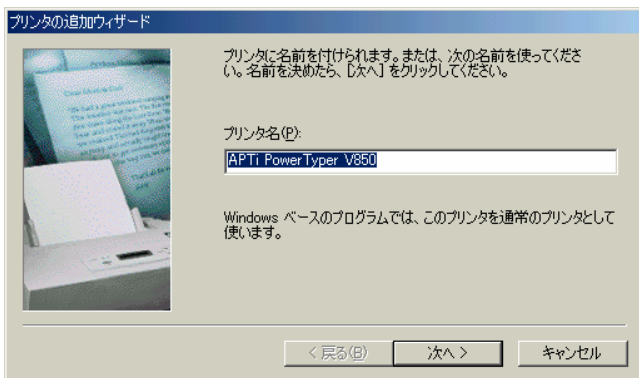 プリンタの追加ウィザード
プリンタに名前を付けられます。または、次の名前を使ってくださ
い。名前を決めたら、[次へ] をクリックしてください。
プリンタ名(P):
APTi PowerTyper V850
Windows ベースのプログラムでは、このプリンタを通常のプリンタとして
使います。
< 戻る(B)
次へ >
キャンセル